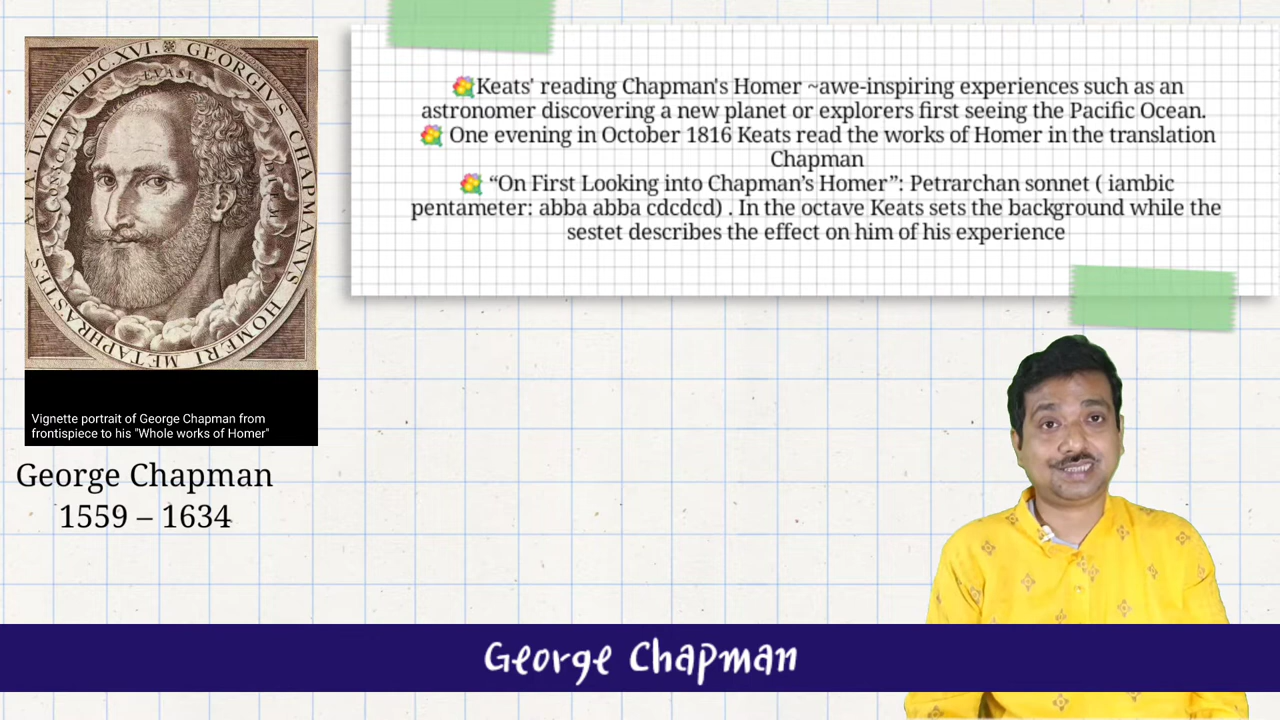 GEORGIVS CHAPMANVS HOMERI METAPHRASTES. ÆTA: LVII. M.DC.XVI.
Keats' reading Chapman's Homer ~awe-inspiring experiences such as an
astronomer discovering a new planet or explorers first seeing the Pacific Ocean.
One evening in October 1816 Keats read the works of Homer in the translation
Chapman
“On First Looking into Chapman’s Homer”: Petrarchan sonnet ( iambic
pentameter: abba abba cdcdcd) . In the octave Keats sets the background while the
sestet describes the effect on him of his experience
Vignette portrait of George Chapman from
frontispiece to his "Whole works of Homer"
George Chapman
1559 – 1634
George Chapman